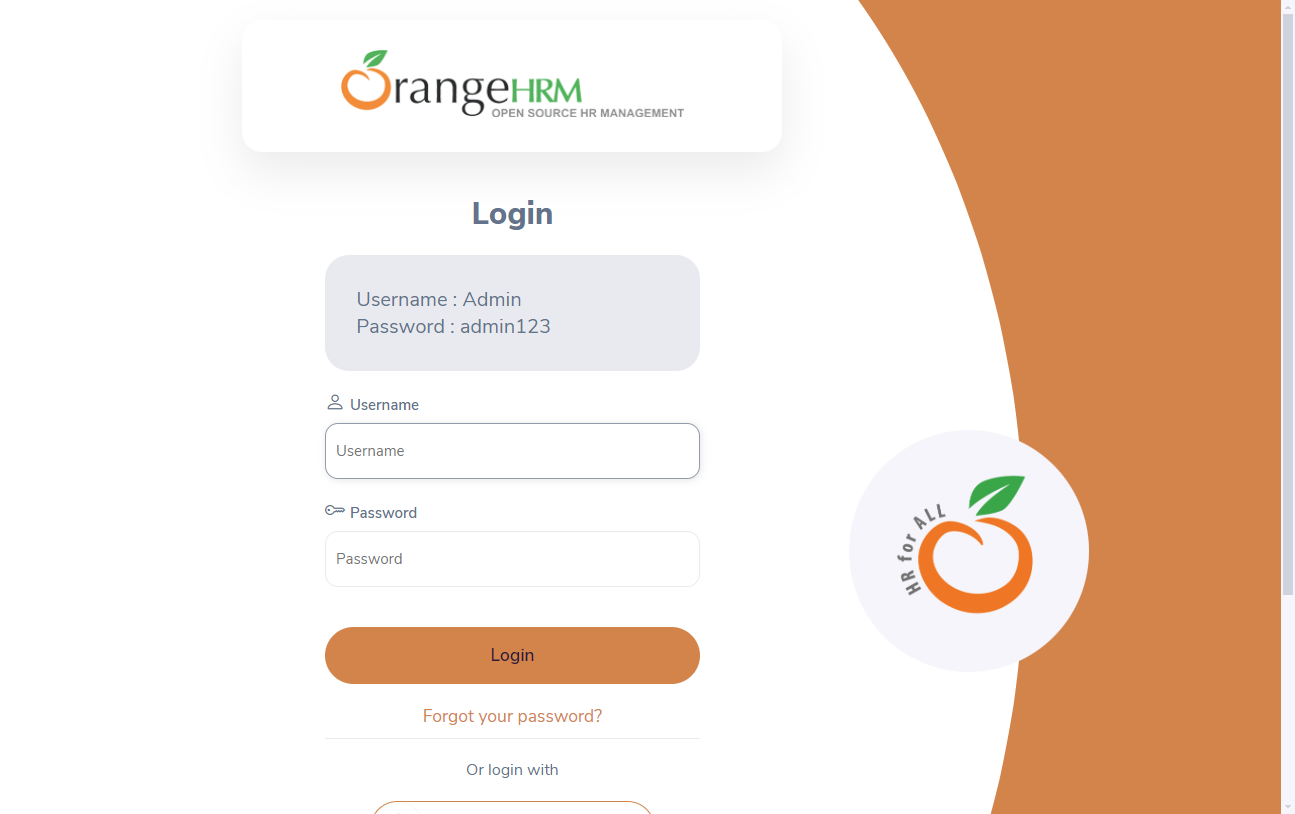 OrangeHRM
OPEN SOURCE HR MANAGEMENT
Login
Username : Admin
Password : admin123
Username
Username
Password
Password
Login
Forgot your password?
Or login with
HR for ALL